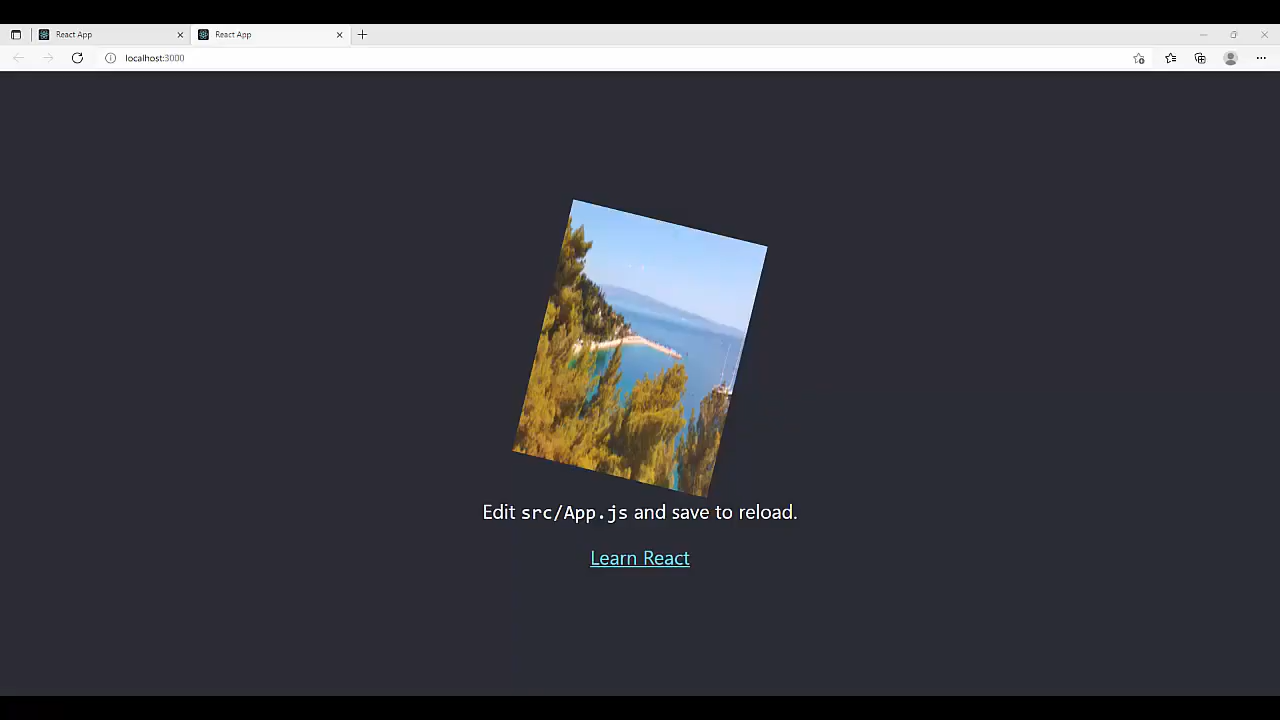 React App
React App
localhost:3000
Edit src/App.js and save to reload.
Learn React